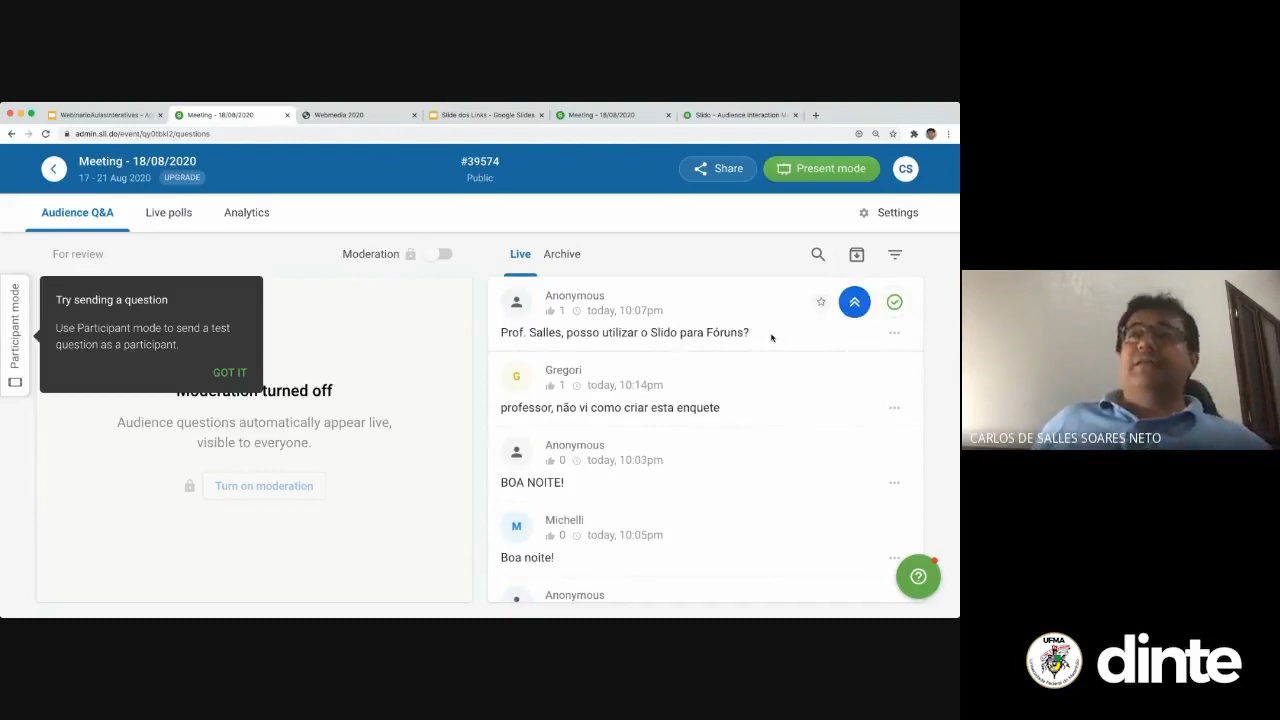 WebinarioAulasInterativas - Ap
Meeting - 18/08/2020
Webmedia 2020
Slide dos Links - Google Slides
Meeting - 18/08/2020
Slido - Audience Interaction M
admin.sli.do/event/qy0tbkl2/questions
Meeting - 18/08/2020
17 - 21 Aug 2020
UPGRADE
#39574
Public
Share
Present mode
CS
Audience Q&A
Live polls
Analytics
Settings
For review
Moderation
Live
Archive
Participant mode
Try sending a question
Use Participant mode to send a test
question as a participant.
GOT IT
turned off
Audience questions automatically appear live,
visible to everyone.
Turn on moderation
Anonymous
1 today, 10:07pm
Prof. Salles, posso utilizar o Slido para Fóruns?
G
Gregori
1 today, 10:14pm
professor, não vi como criar esta enquete
Anonymous
0 today, 10:03pm
BOA NOITE!
M
Michelli
0 today, 10:05pm
Boa noite!
Anonymous
CARLOS DE SALLES SOARES NETO
UFMA
dinte